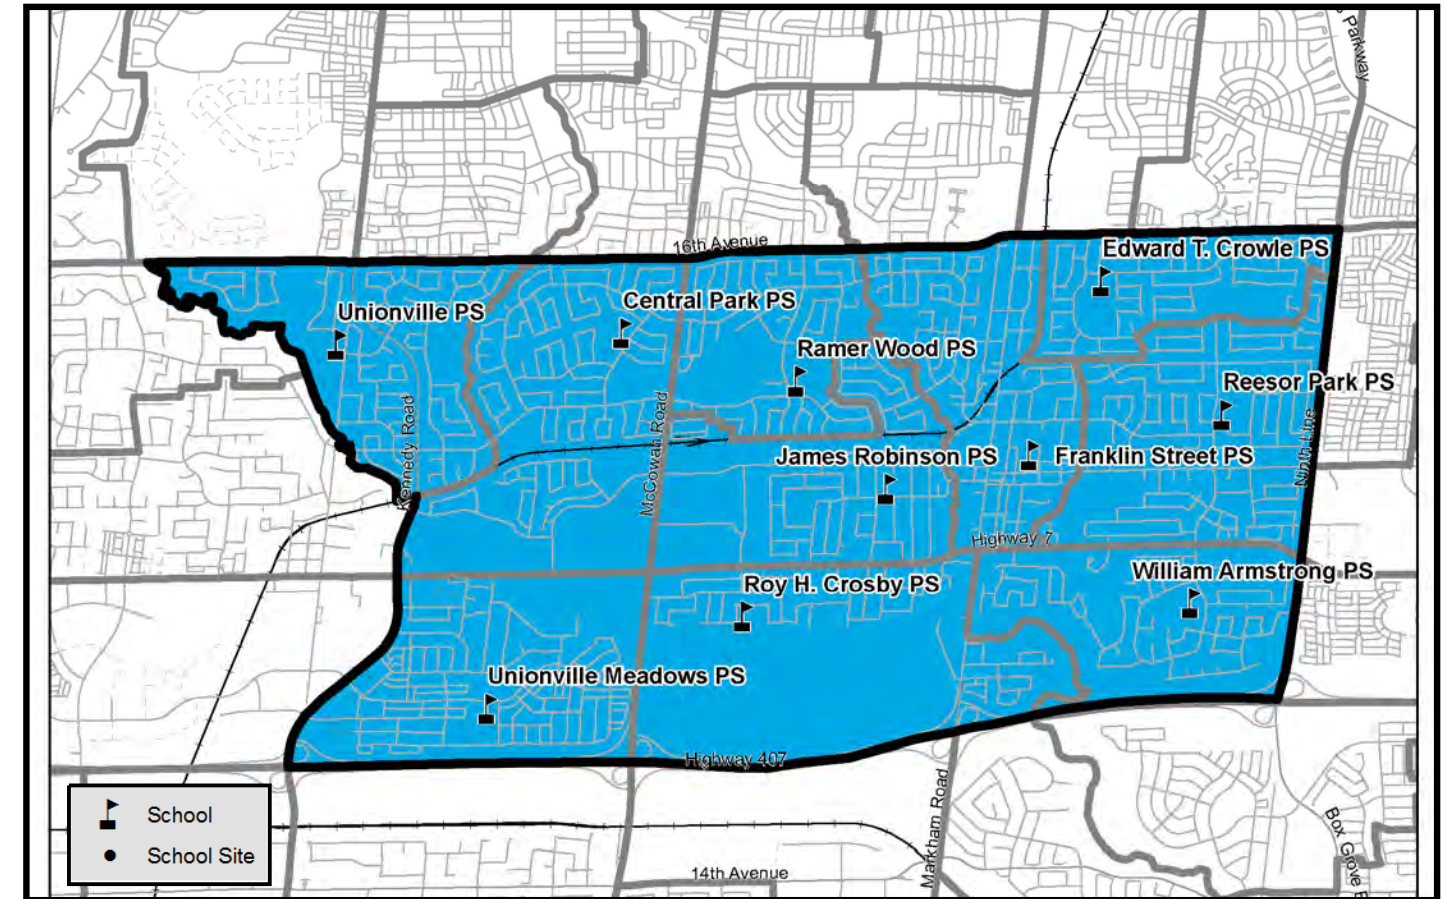 Parkway
16th Avenue
Edward T. Crowle PS
Unionville PS
Central Park PS
Ramer Wood PS
Reesor Park PS
Kennedy Road
McCowan Road
Ninth Line
James Robinson PS
Franklin Street PS
Highway 7
William Armstrong PS
Roy H. Crosby PS
Unionville Meadows PS
Highway 407
Markham Road
Box Grove
School
School Site
14th Avenue